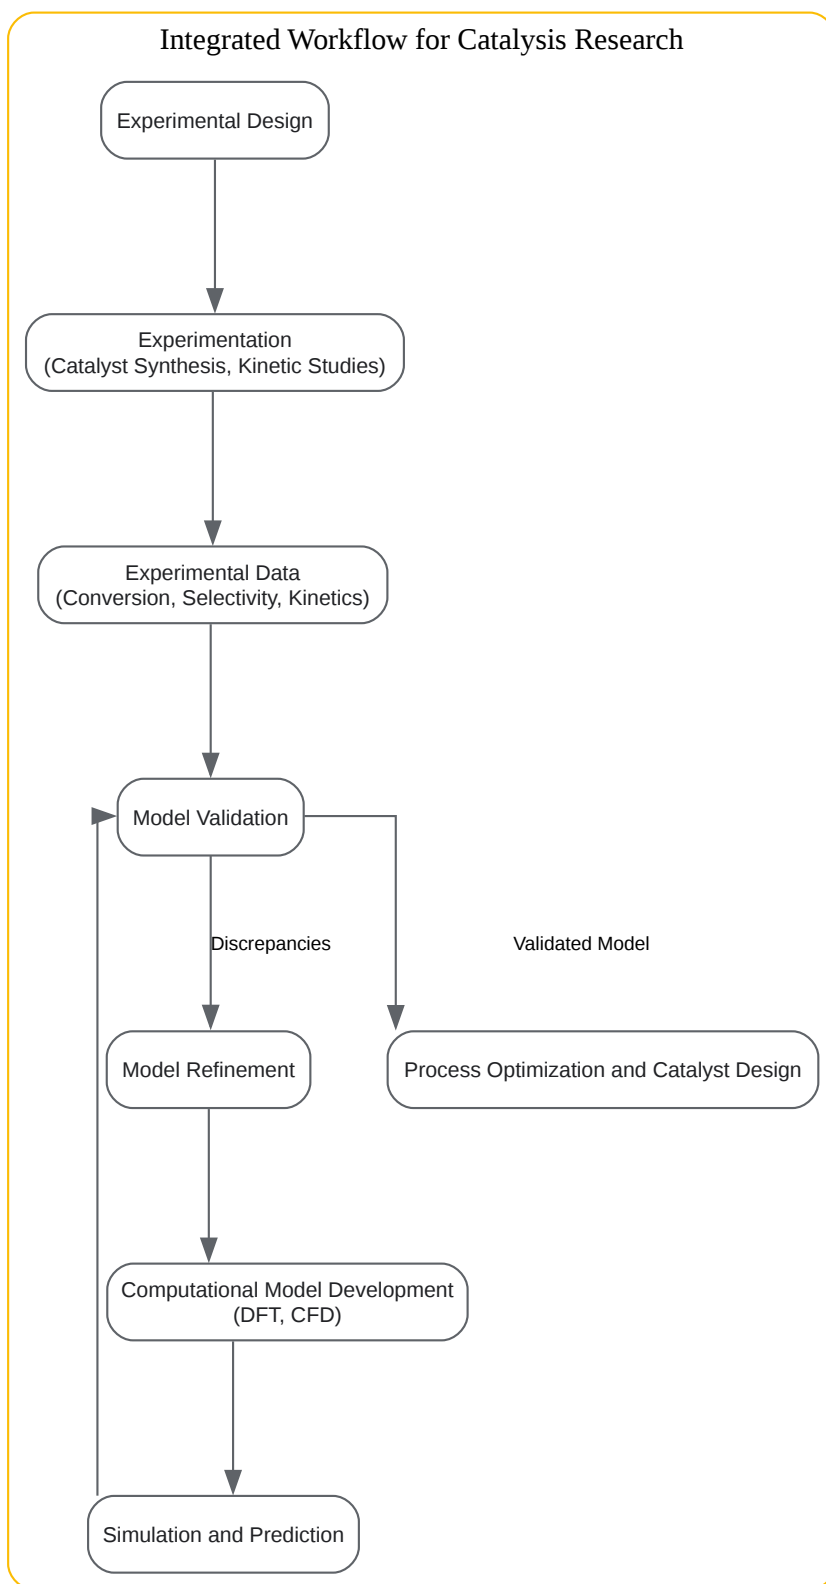 Integrated Workflow for Catalysis Research
Experimental Design
Experimentation
(Catalyst Synthesis, Kinetic Studies)
Experimental Data
(Conversion, Selectivity, Kinetics)
Model Validation
Discrepancies
Validated Model
Model Refinement
Process Optimization and Catalyst Design
Computational Model Development
(DFT, CFD)
Simulation and Prediction